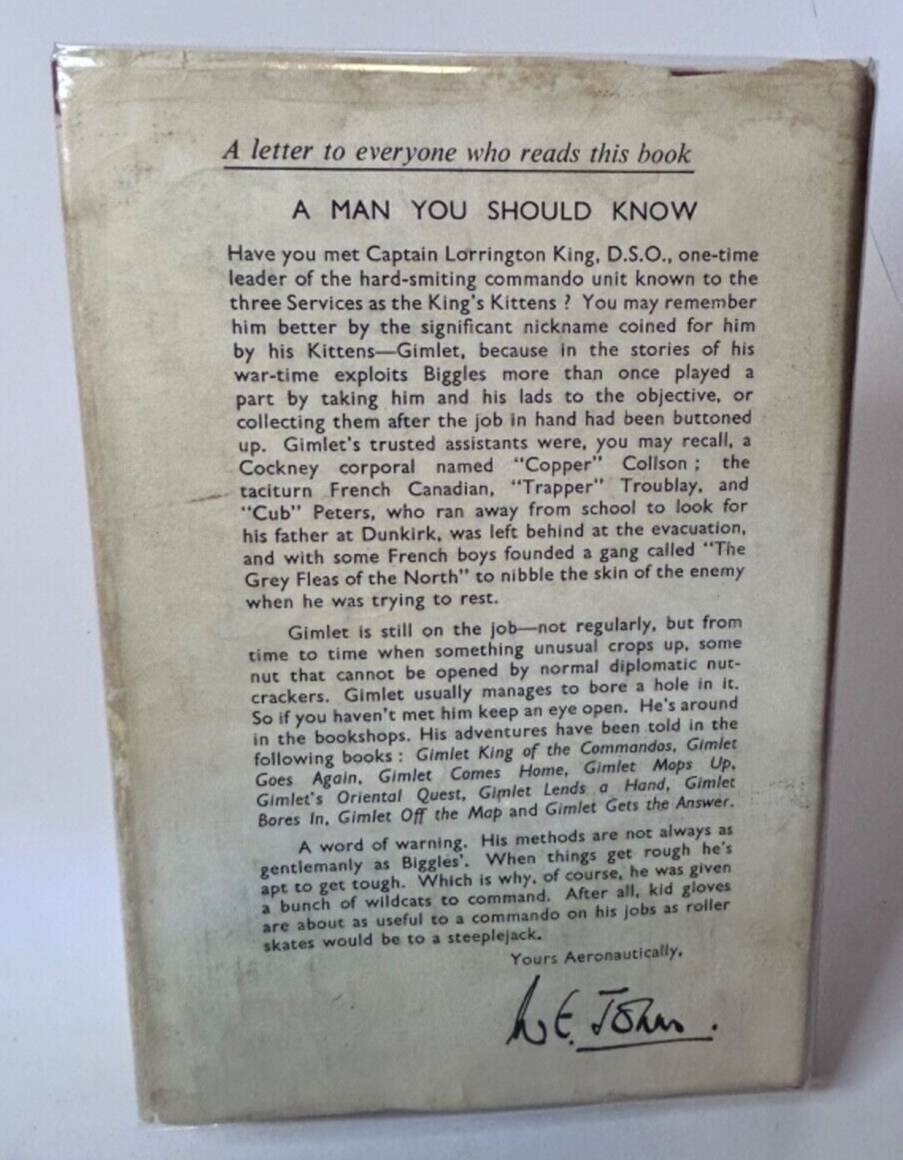 A letter to everyone who reads this book
A MAN YOU SHOULD KNOW
Have you met Captain Lorrington King, D.S.O., one-time
leader of the hard-smiting commando unit known to the
three Services as the King's Kittens ? You may remember
him better by the significant nickname coined for him
by his Kittens—Gimlet, because in the stories of his
war-time exploits Biggles more than once played a
part by taking him and his lads to the objective, or
collecting them after the job in hand had been buttoned
up. Gimlet's trusted assistants were, you may recall, a
Cockney corporal named "Copper" Collson ; the
taciturn French Canadian, "Trapper" Troublay, and
"Cub" Peters, who ran away from school to look for
his father at Dunkirk, was left behind at the evacuation,
and with some French boys founded a gang called "The
Grey Fleas of the North" to nibble the skin of the enemy
when he was trying to rest.
Gimlet is still on the job—not regularly, but from
time to time when something unusual crops up, some
nut that cannot be opened by normal diplomatic nut-
crackers. Gimlet usually manages to bore a hole in it.
So if you haven't met him keep an eye open. He's around
in the bookshops. His adventures have been told in the
following books : Gimlet King of the Commandos, Gimlet
Goes Again, Gimlet Comes Home, Gimlet Mops Up,
Gimlet's Oriental Quest, Gimlet Lends a Hand, Gimlet
Bores In, Gimlet Off the Map and Gimlet Gets the Answer.
A word of warning. His methods are not always as
gentlemanly as Biggles'. When things get rough he's
apt to get tough. Which is why, of course, he was given
a bunch of wildcats to command. After all, kid gloves
are about as useful to a commando on his jobs as roller
skates would be to a steeplejack.
Yours Aeronautically,
W. E. Johns.